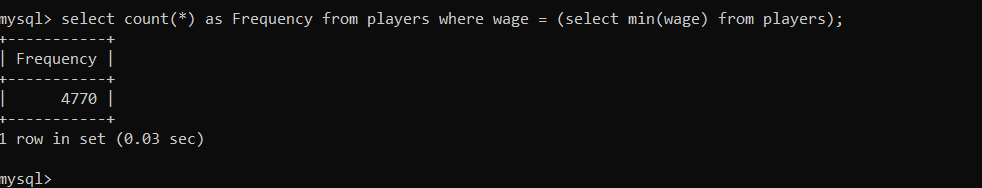 mysql> select count(*) as Frequency from players where wage = (select min(wage) from players);
+-----------+
| Frequency |
+-----------+
|      4770 |
+-----------+
1 row in set (0.03 sec)
mysql>